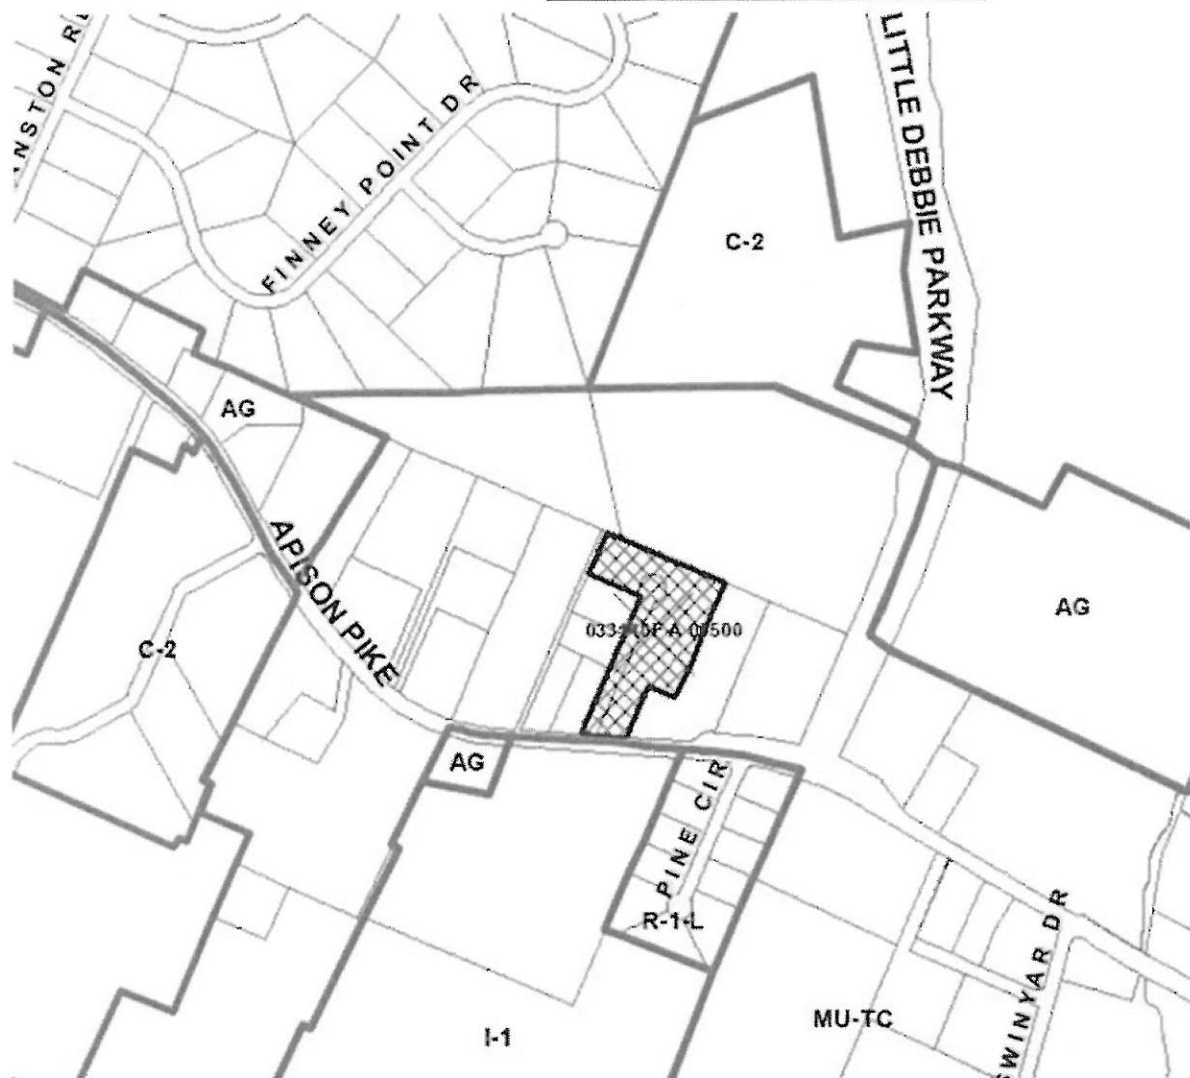 LITTLE DEBBIE PARKWAY
FINNEY POINT DR
C-2
AG
APISON PIKE
AG
C-2
AG
PINE CIR
R-1-L
SWINYAR DR
MU-TC
I-1